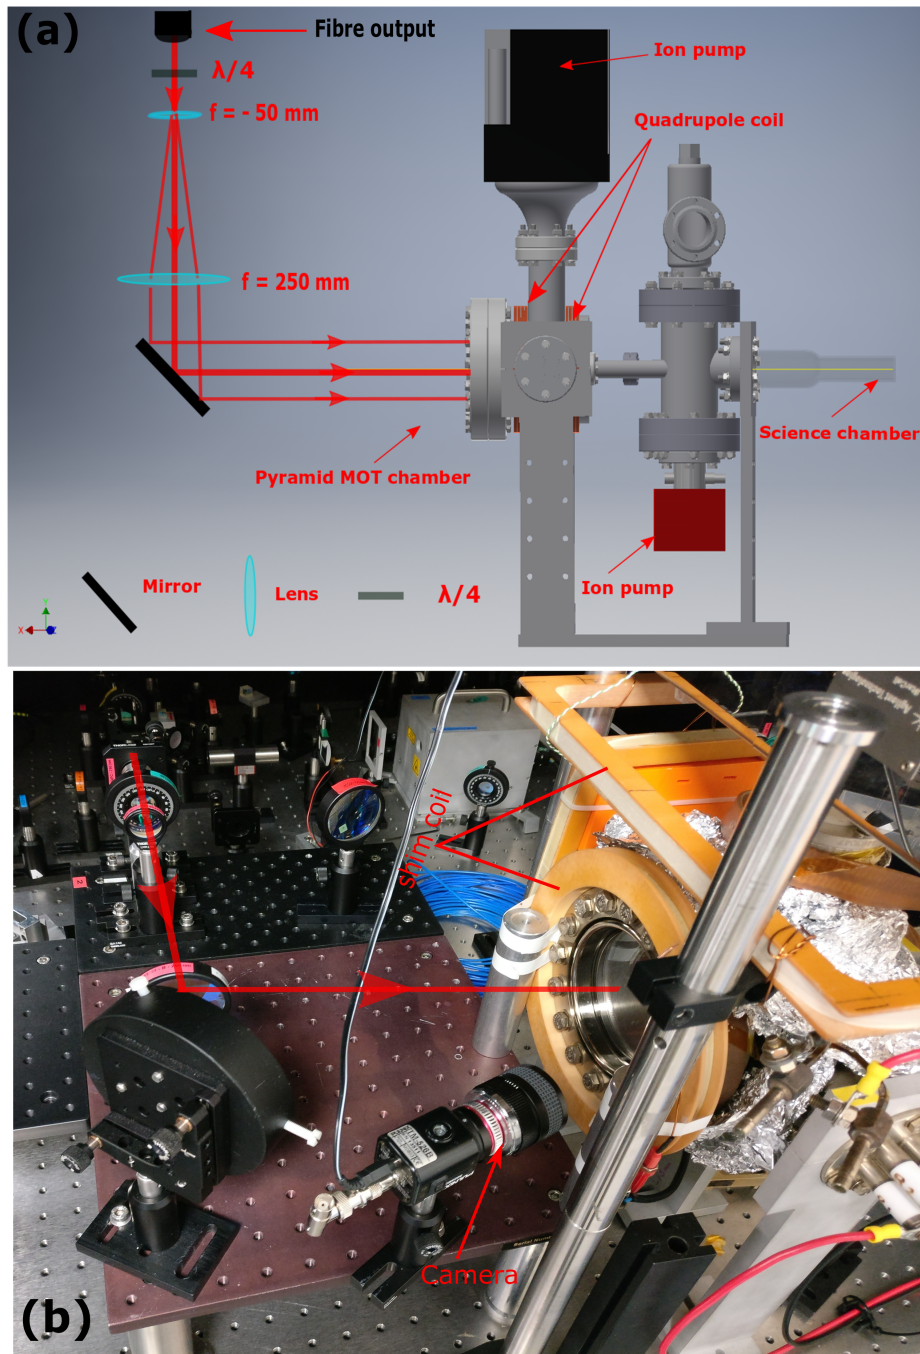 (a)
Fibre output
λ/4
f = - 50 mm
Ion pump
Quadrupole coil
f = 250 mm
Science chamber
Pyramid MOT chamber
Mirror
Lens
λ/4
Ion pump
Y
X
Z
shim coil
Camera
(b)